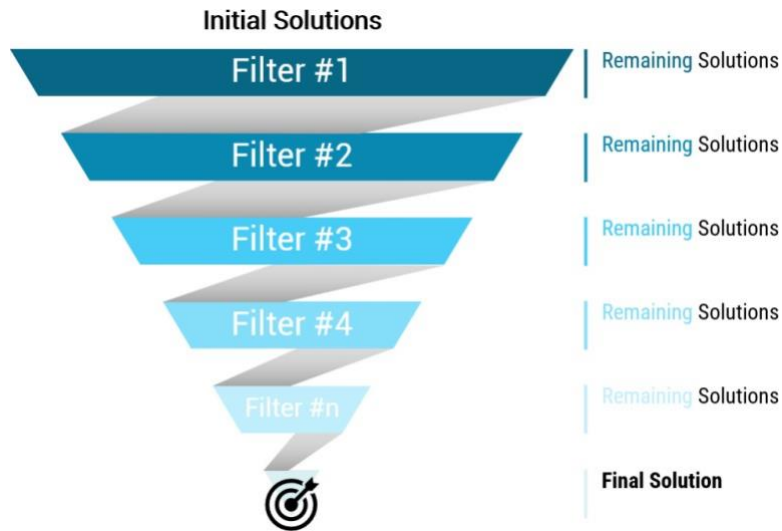 Initial Solutions
Filter #1
Remaining Solutions
Filter #2
Remaining Solutions
Filter #3
Remaining Solutions
Filter #4
Remaining Solutions
Filter #n
Remaining Solutions
Final Solution